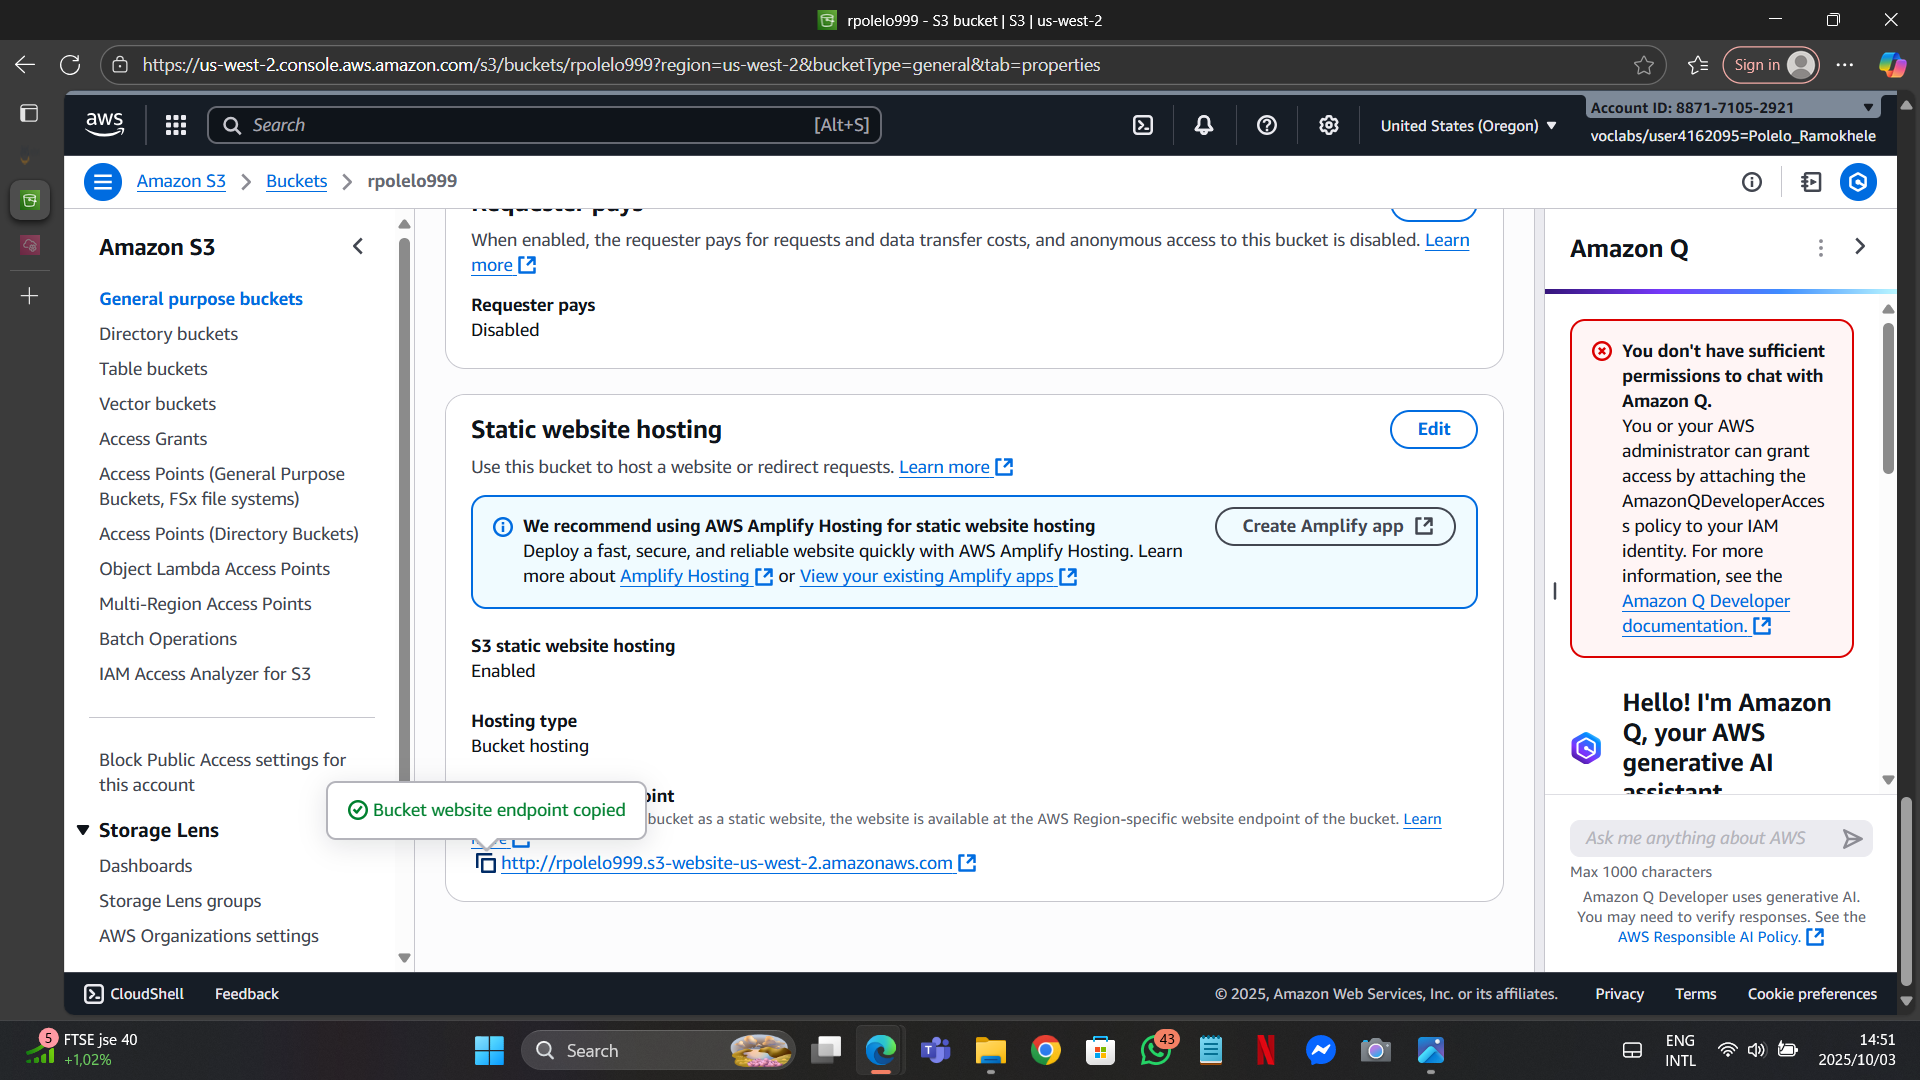 rpolelo999 - S3 bucket | S3 | us-west-2
https://us-west-2.console.aws.amazon.com/s3/buckets/rpolelo999?region=us-west-2&bucketType=general&tab=properties
Sign in
aws
Search
[Alt+S]
United States (Oregon)
Account ID: 8871-7105-2921
voclabs/user4162095=Polelo_Ramokhele
Amazon S3
Buckets
rpolelo999
Amazon S3
General purpose buckets
Directory buckets
Table buckets
Vector buckets
Access Grants
Access Points (General Purpose
Buckets, FSx file systems)
Access Points (Directory Buckets)
Object Lambda Access Points
Multi-Region Access Points
Batch Operations
IAM Access Analyzer for S3
Block Public Access settings for
this account
Storage Lens
Dashboards
Storage Lens groups
AWS Organizations settings
Requester pays
When enabled, the requester pays for requests and data transfer costs, and anonymous access to this bucket is disabled. Learn
more
Requester pays
Disabled
Static website hosting
Edit
Use this bucket to host a website or redirect requests. Learn more
We recommend using AWS Amplify Hosting for static website hosting
Deploy a fast, secure, and reliable website quickly with AWS Amplify Hosting. Learn
more about Amplify Hosting or View your existing Amplify apps
Create Amplify app
S3 static website hosting
Enabled
Hosting type
Bucket hosting
Bucket website endpoint copied
bucket as a static website, the website is available at the AWS Region-specific website endpoint of the bucket. Learn
http://rpolelo999.s3-website-us-west-2.amazonaws.com
Amazon Q
You don't have sufficient
permissions to chat with
Amazon Q.
You or your AWS
administrator can grant
access by attaching the
AmazonQDeveloperAcces
s policy to your IAM
identity. For more
information, see the
Amazon Q Developer
documentation.
Hello! I'm Amazon
Q, your AWS
generative AI
assistant
Ask me anything about AWS
Max 1000 characters
Amazon Q Developer uses generative AI.
You may need to verify responses. See the
AWS Responsible AI Policy.
CloudShell
Feedback
© 2025, Amazon Web Services, Inc. or its affiliates.
Privacy
Terms
Cookie preferences
5
FTSE jse 40
+1,02%
Search
43
ENG
INTL
14:51
2025/10/03